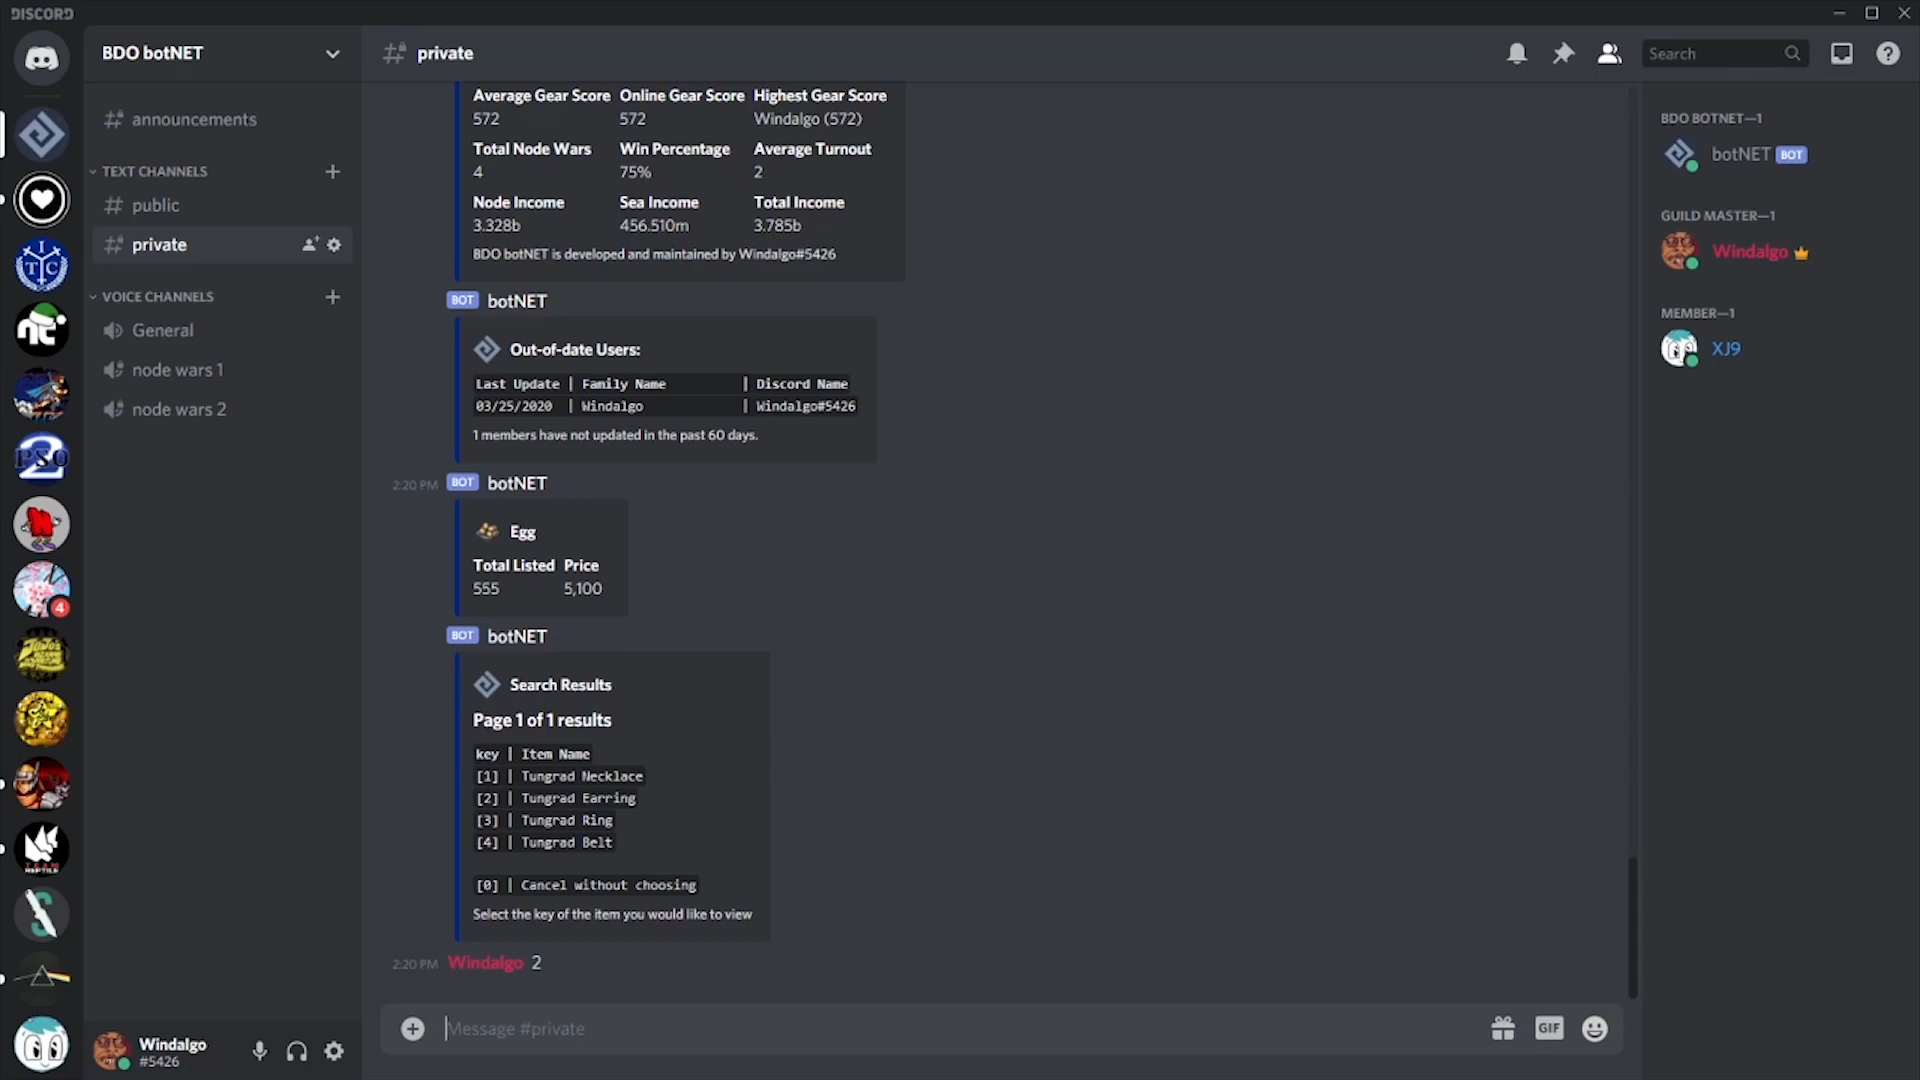 DISCORD
BDO botNET
private
Search
announcements
TEXT CHANNELS
public
private
VOICE CHANNELS
General
node wars 1
node wars 2
Average Gear Score Online Gear Score Highest Gear Score
572 572 Windalgo (572)
Total Node Wars Win Percentage Average Turnout
4 75% 2
Node Income Sea Income Total Income
3.328b 456.510m 3.785b
BDO botNET is developed and maintained by Windalgo#5426
BOT botNET
Out-of-date Users:
Last Update | Family Name | Discord Name
03/25/2020 | Windalgo | Windalgo#5426
1 members have not updated in the past 60 days.
2:20 PM BOT botNET
Egg
Total Listed Price
555 5,100
BOT botNET
Search Results
Page 1 of 1 results
key | Item Name
[1] | Tungrad Necklace
[2] | Tungrad Earring
[3] | Tungrad Ring
[4] | Tungrad Belt
[0] | Cancel without choosing
Select the key of the item you would like to view
2:20 PM Windalgo 2
Message #private
GIF
BDO BOTNET—1
botNET BOT
GUILD MASTER—1
Windalgo
MEMBER—1
XJ9
I
T C
nc
PSO
2
4
TEAM
REPTILE
S
Windalgo
#5426